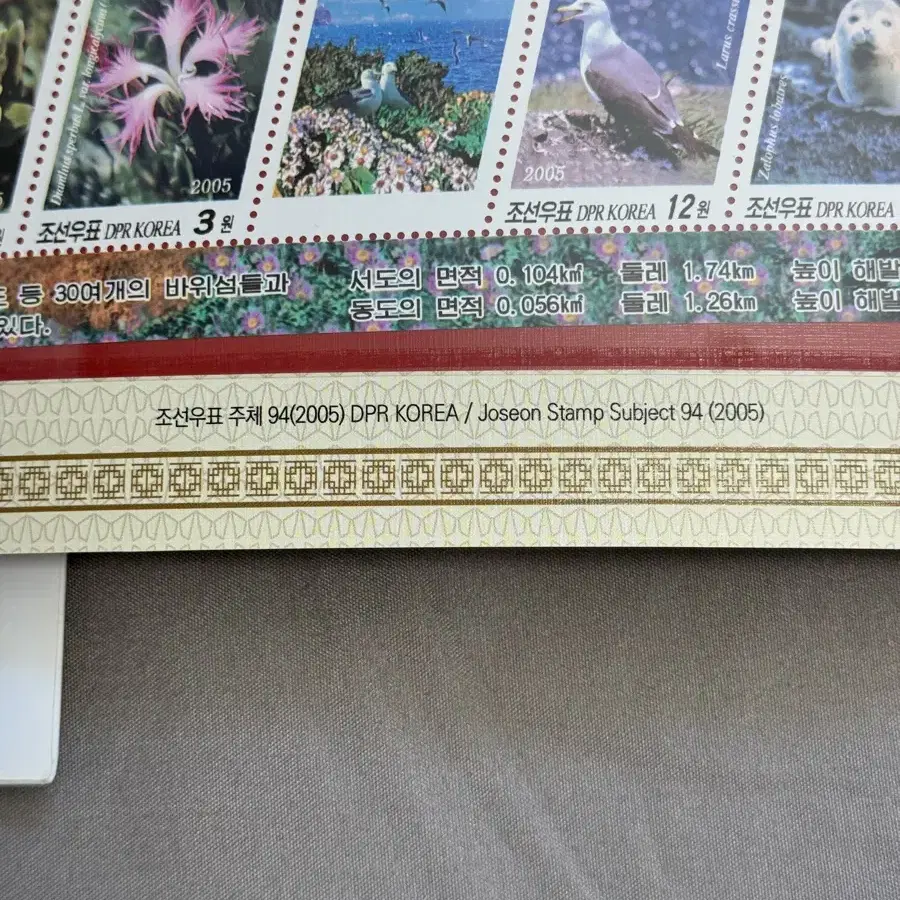 Dianthus superbus L. var longicalycinus
2005
조선우표 DPR KOREA 3원
Larus crass
2005
조선우표 DPR KOREA 12원
Zalophus lobatus
조선우표 DPR KOREA
등 30여개의 바위섬들과
있다.
서도의 면적 0.104㎢ 둘레 1.74㎞ 높이 해발
동도의 면적 0.056㎢ 둘레 1.26㎞ 높이 해발
조선우표 주체 94(2005) DPR KOREA / Joseon Stamp Subject 94 (2005)